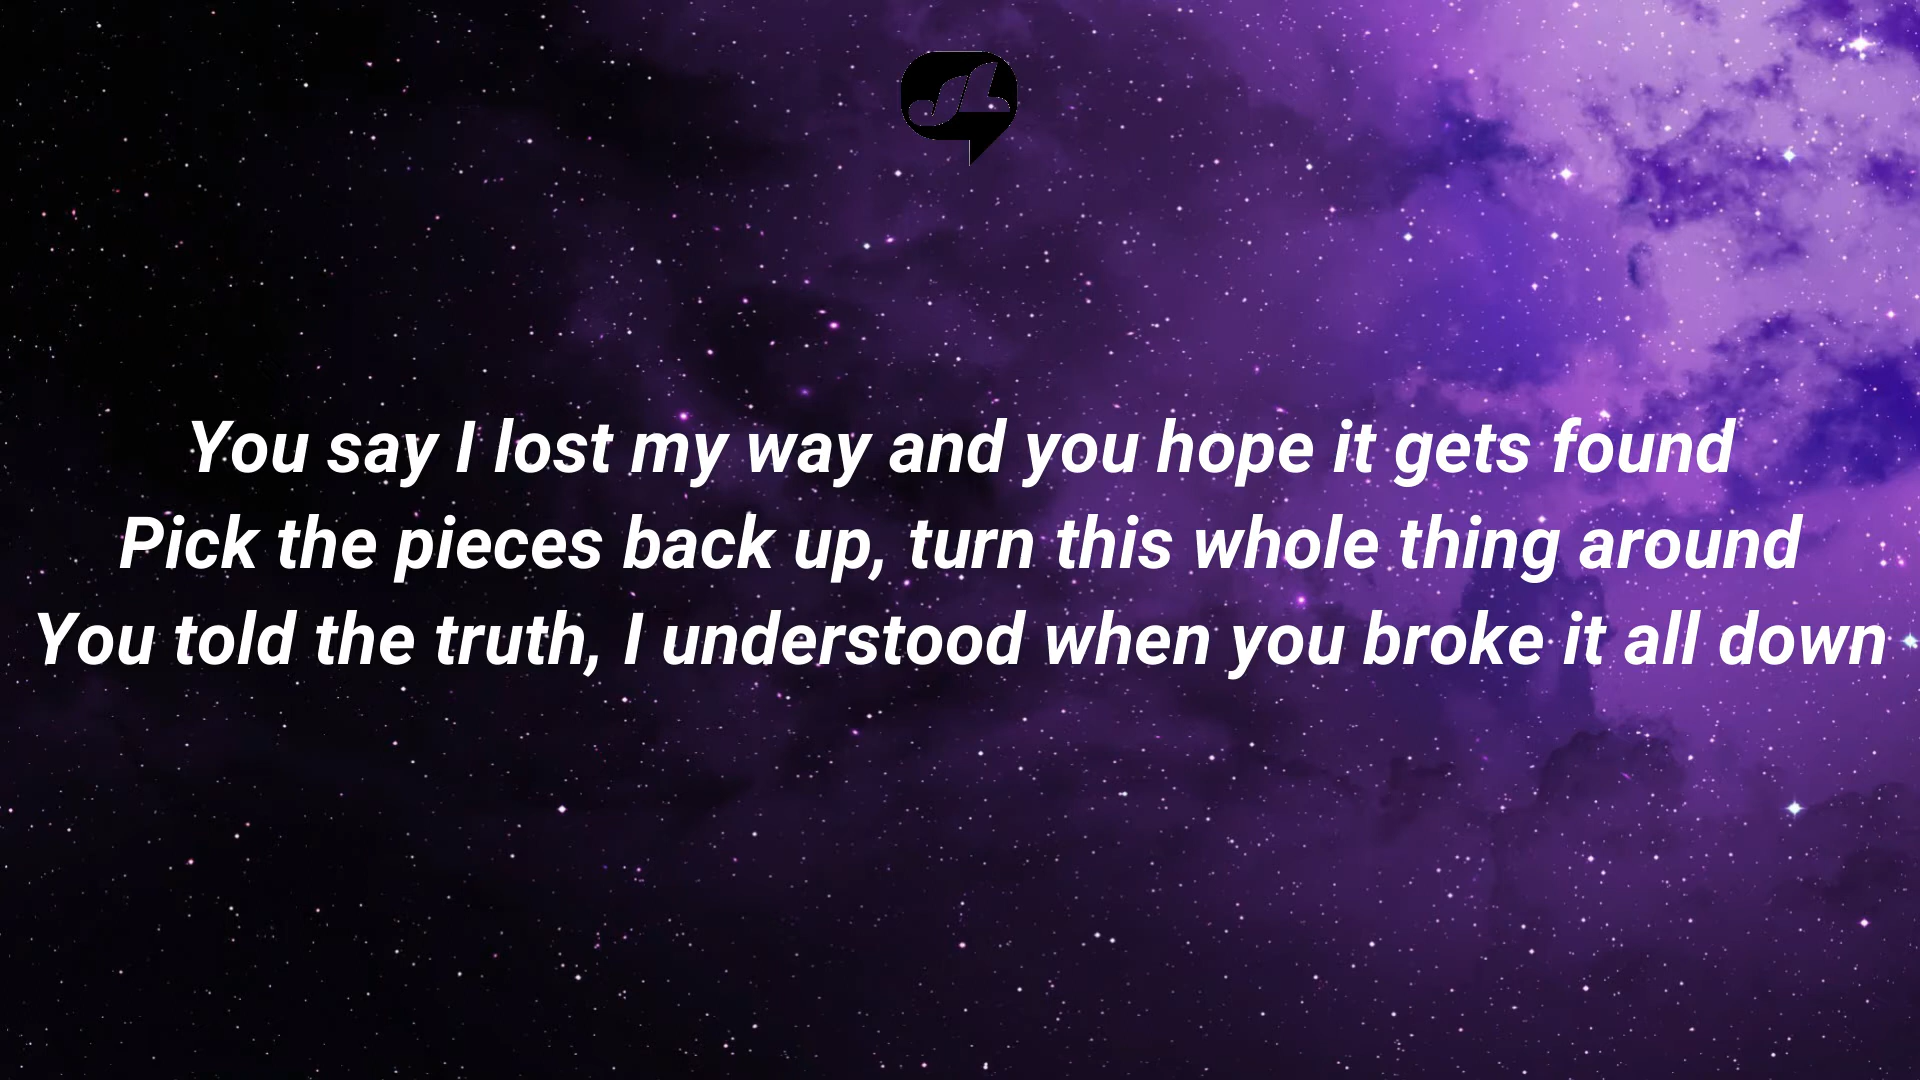 You say I lost my way and you hope it gets found
Pick the pieces back up, turn this whole thing around
You told the truth, I understood when you broke it all down